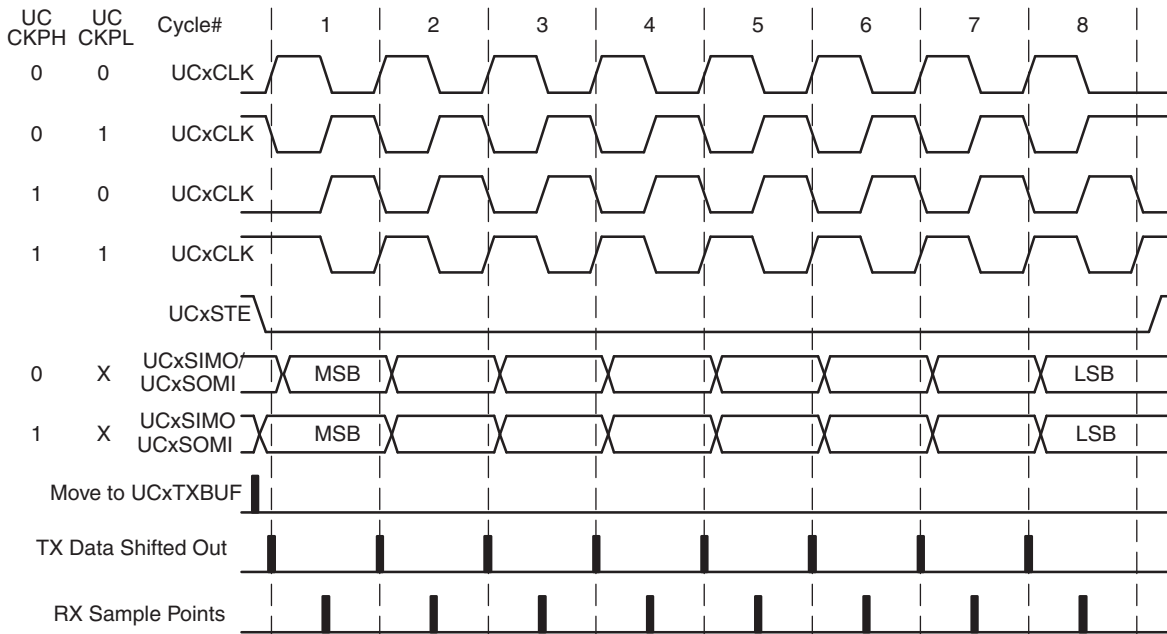 UC UC Cycle# 1 2 3 4 5 6 7 8
CKPH CKPL
0 0 UCxCLK
0 1 UCxCLK
1 0 UCxCLK
1 1 UCxCLK
UCxSTE
0 X UCxSIMO/
UCxSOMI
MSB LSB
1 X UCxSIMO
UCxSOMI
MSB LSB
Move to UCxTXBUF
TX Data Shifted Out
RX Sample Points